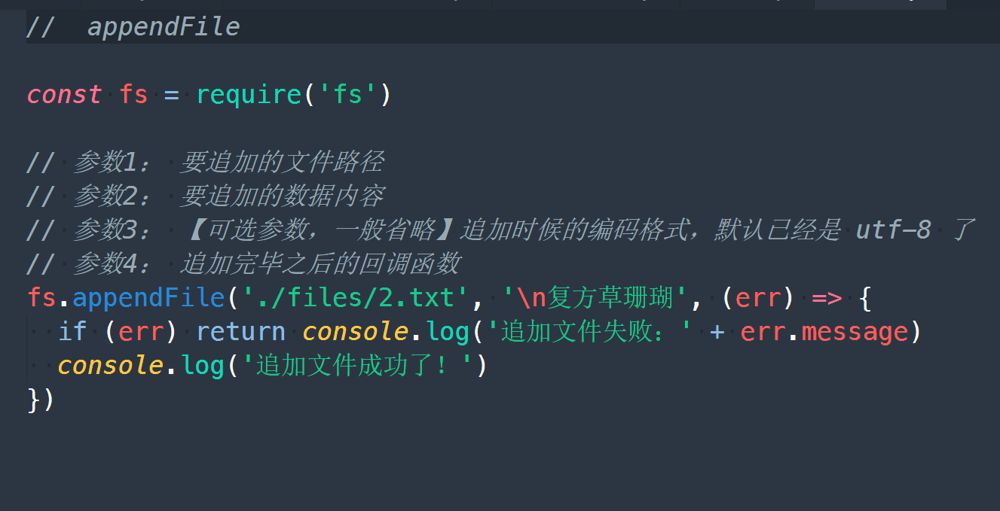 //  appendFile
const fs = require('fs')
// 参数1： 要追加的文件路径
// 参数2： 要追加的数据内容
// 参数3： 【可选参数，一般省略】追加时候的编码格式，默认已经是 utf-8 了
// 参数4： 追加完毕之后的回调函数
fs.appendFile('./files/2.txt', '\n复方草珊瑚', (err) => {
  if (err) return console.log('追加文件失败：' + err.message)
  console.log('追加文件成功了！')
})